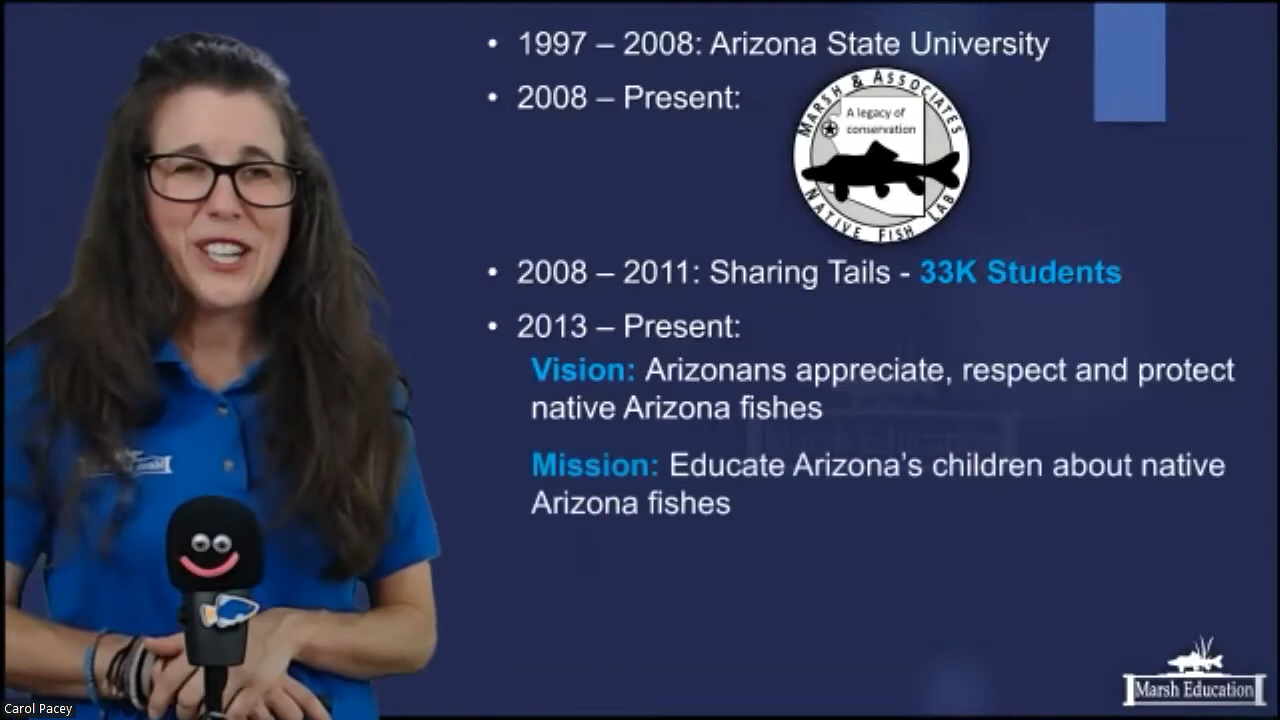 • 1997 – 2008: Arizona State University
• 2008 – Present:
MARSH & ASSOCIATES
A legacy of
conservation
NATIVE FISH LAB
• 2008 – 2011: Sharing Tails - 33K Students
• 2013 – Present:
Vision: Arizonans appreciate, respect and protect
native Arizona fishes
Mission: Educate Arizona’s children about native
Arizona fishes
Marsh Education
Carol Pacey